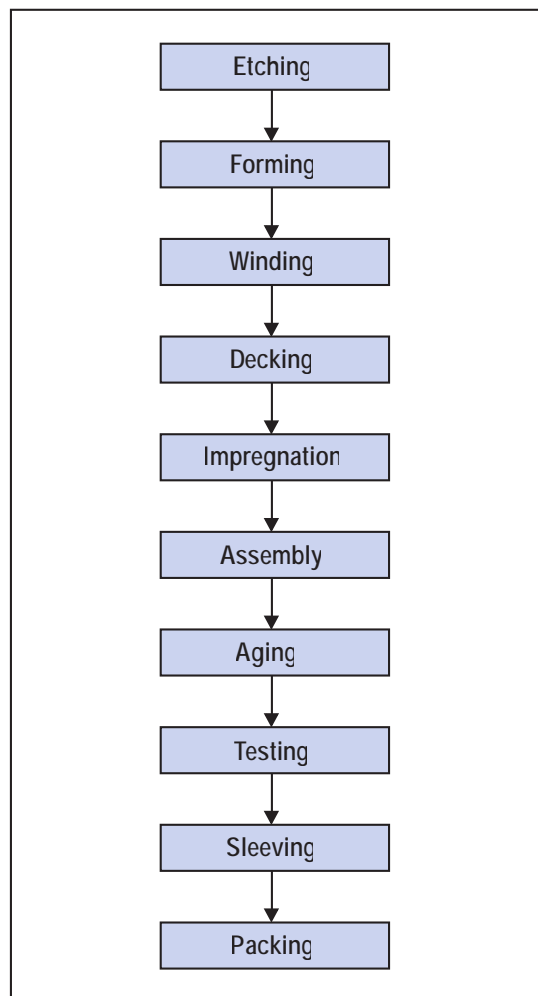 Etching
Forming
Winding
Decking
Impregnation
Assembly
Aging
Testing
Sleeving
Packing